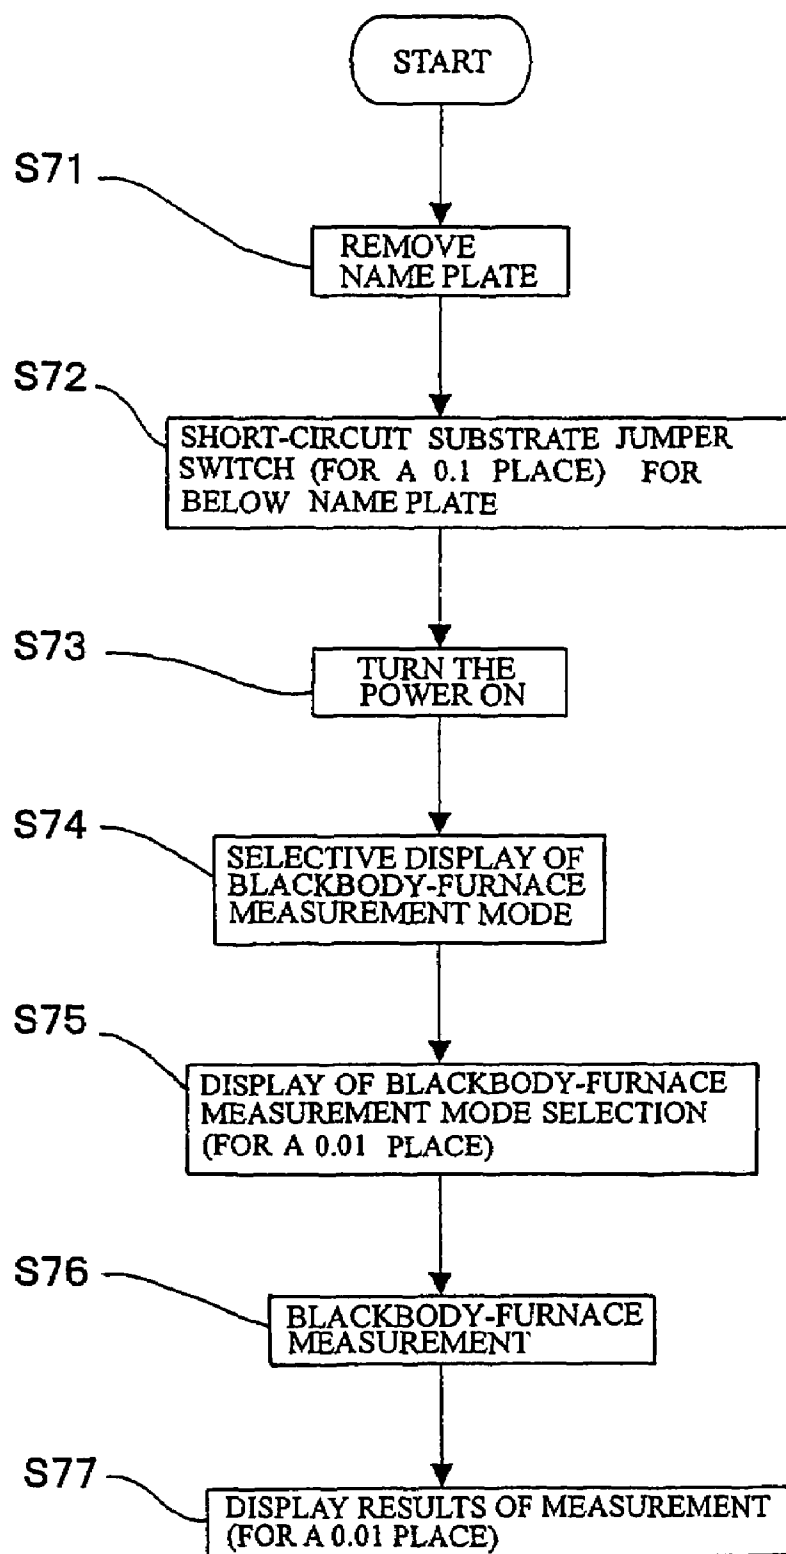 START
S71
REMOVE
NAME PLATE
S72
SHORT-CIRCUIT SUBSTRATE JUMPER
SWITCH (FOR A 0.1 PLACE) FOR
BELOW NAME PLATE
S73
TURN THE
POWER ON
S74
SELECTIVE DISPLAY OF
BLACKBODY-FURNACE
MEASUREMENT MODE
S75
DISPLAY OF BLACKBODY-FURNACE
MEASUREMENT MODE SELECTION
(FOR A 0.01 PLACE)
S76
BLACKBODY-FURNACE
MEASUREMENT
S77
DISPLAY RESULTS OF MEASUREMENT
(FOR A 0.01 PLACE)